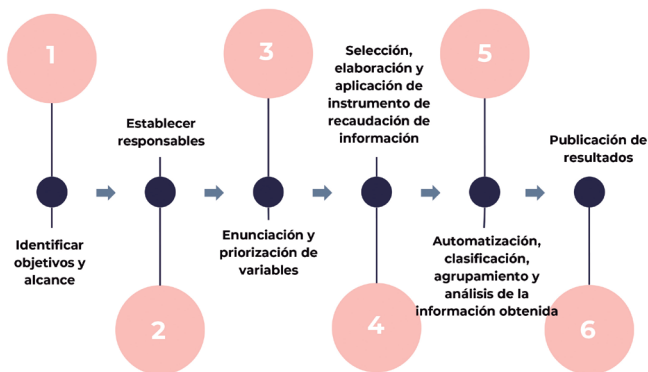 1
Identificar
objetivos y
alcance
Establecer
responsables
2
3
Enunciación y
priorización de
variables
Selección,
elaboración y
aplicación de
instrumento de
recaudación de
información
4
5
Automatización,
clasificación,
agrupamiento y
análisis de la
información obtenida
Publicación de
resultados
6